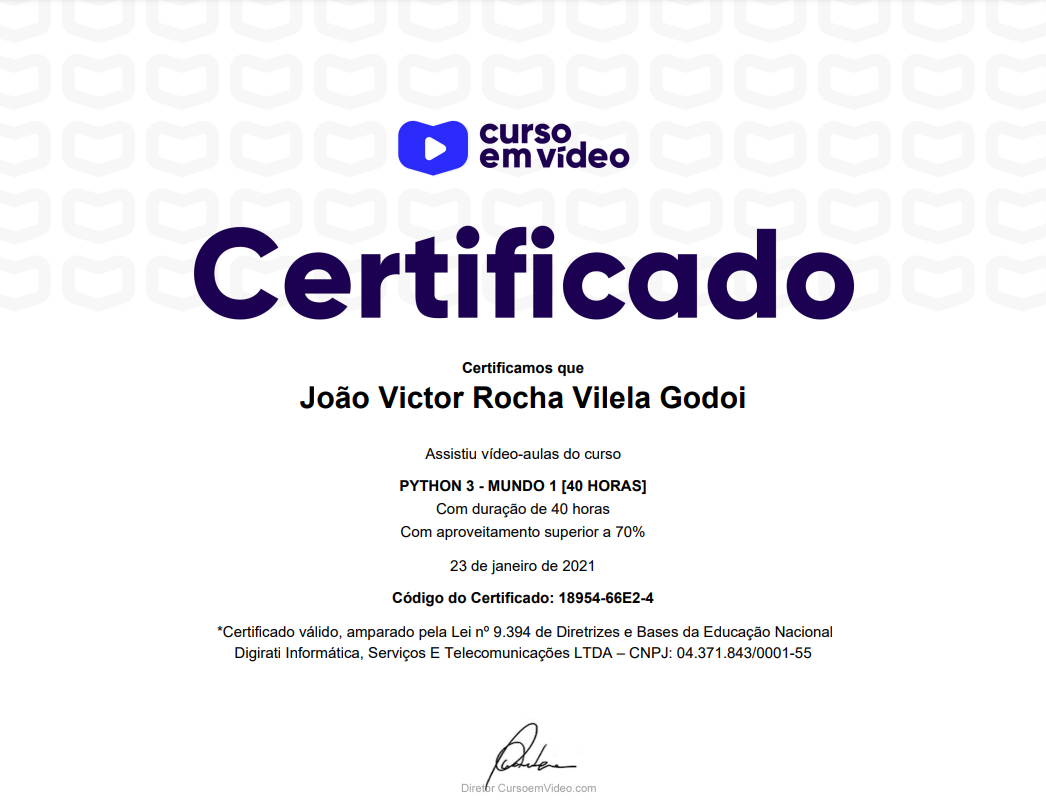 curso
em vídeo
Certificado
Certificamos que
João Victor Rocha Vilela Godoi
Assistiu vídeo-aulas do curso
PYTHON 3 - MUNDO 1 [40 HORAS]
Com duração de 40 horas
Com aproveitamento superior a 70%
23 de janeiro de 2021
Código do Certificado: 18954-66E2-4
*Certificado válido, amparado pela Lei nº 9.394 de Diretrizes e Bases da Educação Nacional
Digirati Informática, Serviços E Telecomunicações LTDA – CNPJ: 04.371.843/0001-55
Diretor CursoemVideo.com